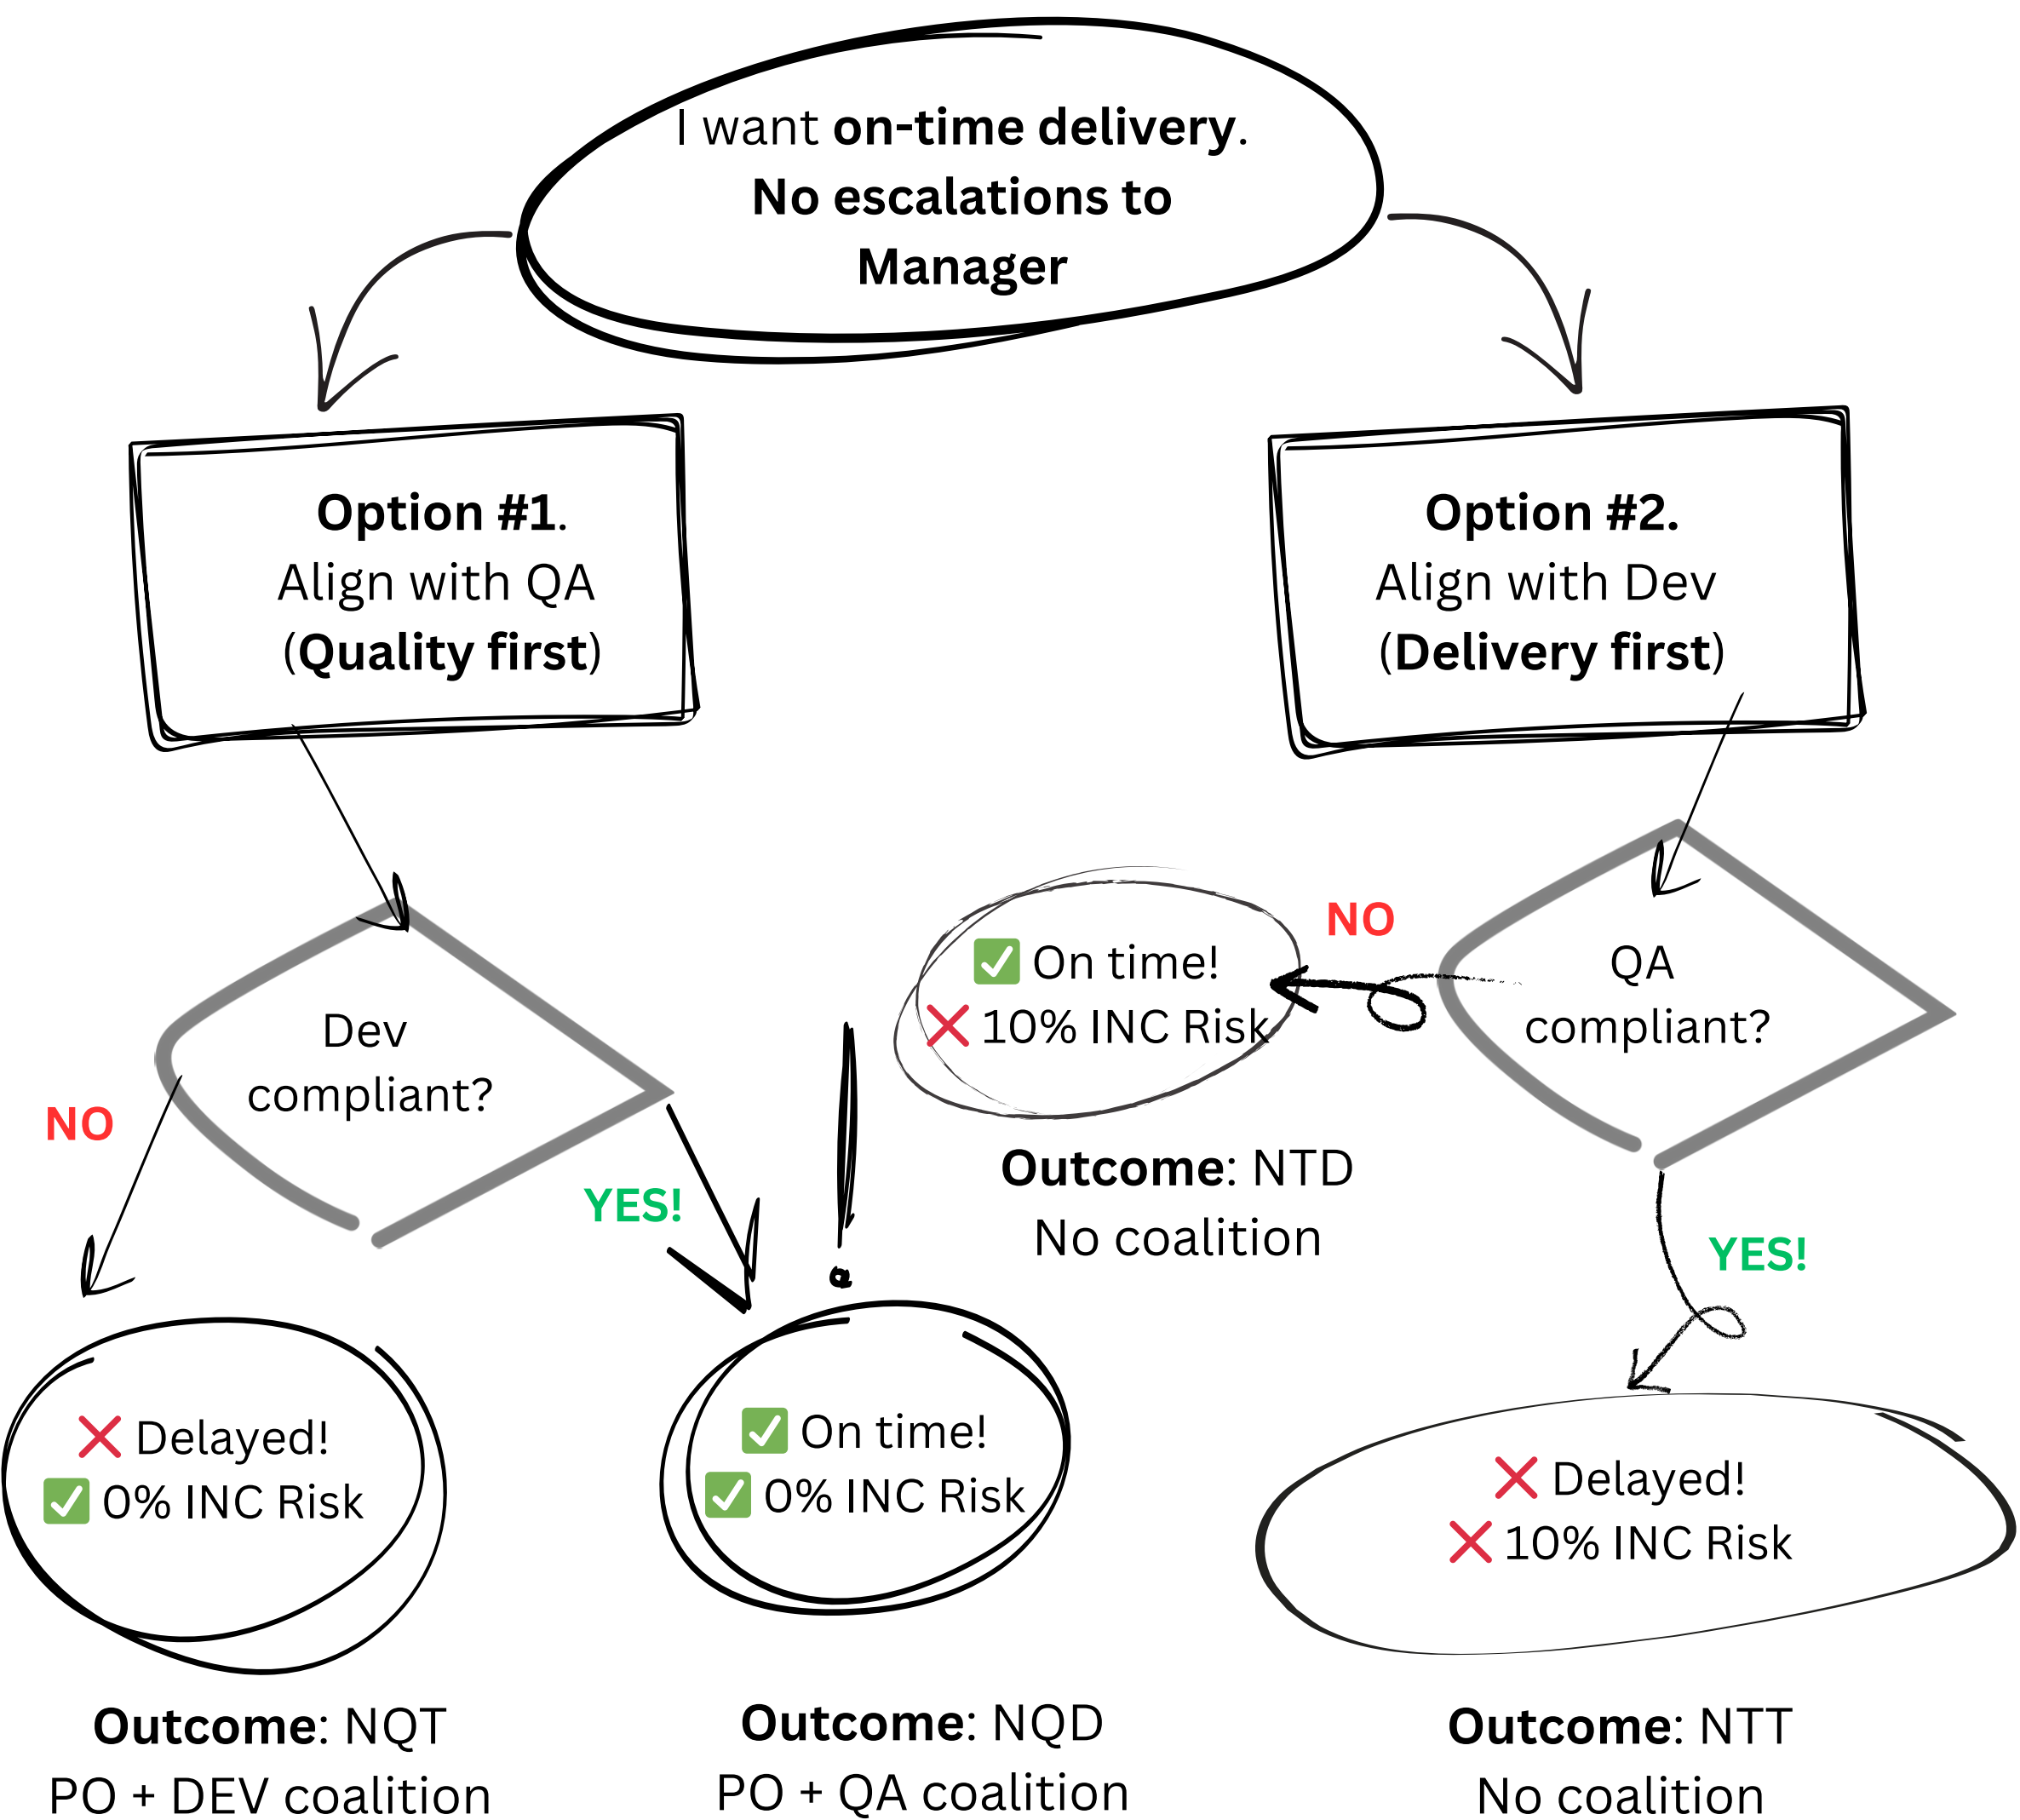 I want on-time delivery.
No escalations to
Manager
Option #1.
Align with QA
(Quality first)
Option #2.
Align with Dev
(Delivery first)
Dev
compliant?
NO
YES!
QA
compliant?
NO
YES!
✅ On time!
❌ 10% INC Risk
Outcome: NTD
No coalition
❌ Delayed!
✅ 0% INC Risk
Outcome: NQT
PO + DEV coalition
✅ On time!
✅ 0% INC Risk
Outcome: NQD
PO + QA coalition
❌ Delayed!
❌ 10% INC Risk
Outcome: NTT
No coalition